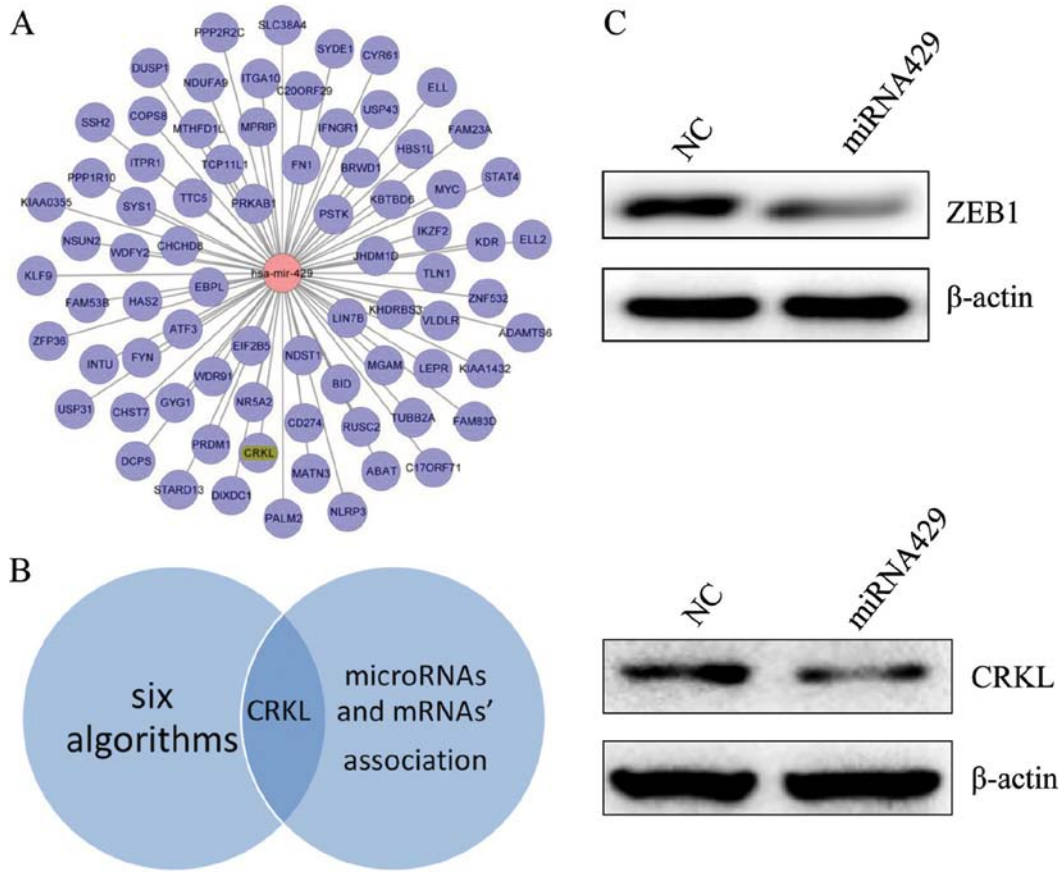 A
PPP2R2C
SLC38A4
SYDE1
CYR61
DUSP1
NDUFA9
ITGA10
C20ORF29
ELL
SSH2
COPS8
MTHFD1L
MPRIP
IFNGR1
USP43
FAM23A
ITPR1
TCP11L1
FN1
BRWD1
HBS1L
PPP1R10
TTC5
PRKAB1
PSTK
KBTBD6
MYC
STAT4
KIAA0355
SYS1
IKZF2
NSUN2
WDFY2
CHCHD8
JHDM1D
KDR
ELL2
KLF9
hsa-mir-429
TLN1
FAM53B
HAS2
EBPL
KHDRBS3
ZNF532
ZFP36
ATF3
LIN7B
VLDLR
ADAMTS6
INTU
FYN
EIF2B5
NDST1
MGAM
LEPR
KIAA1432
USP31
CHST7
GYG1
WDR91
NR5A2
BID
TUBB2A
FAM83D
DCPS
PRDM1
CRKL
CD274
RUSC2
STARD13
DIXDC1
MATN3
ABAT
C17ORF71
PALM2
NLRP3
B
six
algorithms
CRKL
microRNAs
and mRNAs'
association
C
NC
miRNA429
ZEB1
β-actin
NC
miRNA429
CRKL
β-actin